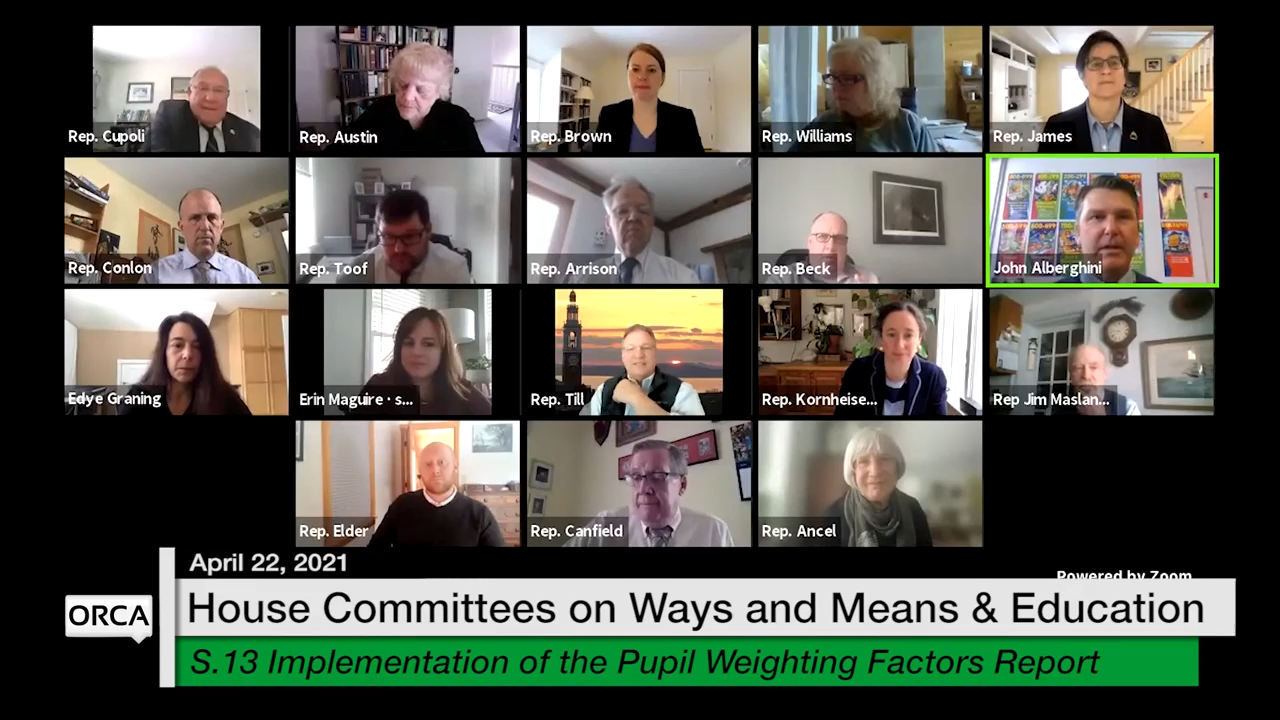 Rep. Cupoli
Rep. Austin
Rep. Brown
Rep. Williams
Rep. James
Rep. Conlon
Rep. Toof
Rep. Arrison
Rep. Beck
John Alberghini
Edye Graning
Erin Maguire · s...
Rep. Till
Rep. Kornheise...
Rep Jim Maslan...
Rep. Elder
Rep. Canfield
Rep. Ancel
April 22, 2021
Powered by Zoom
ORCA
House Committees on Ways and Means & Education
S.13 Implementation of the Pupil Weighting Factors Report